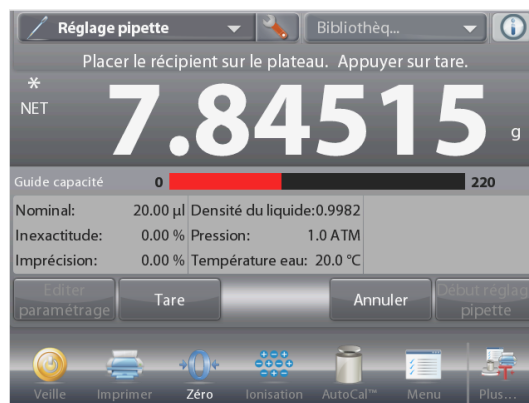 Réglage pipette Bibliothèq...
Placer le récipient sur le plateau. Appuyer sur tare.
*
NET
7.84515 g
Guide capacité 0 220
Nominal: 20.00 µl Densité du liquide:0.9982
Inexactitude: 0.00 % Pression: 1.0 ATM
Imprécision: 0.00 % Température eau: 20.0 °C
Editer paramétrage Tare Annuler Début réglage pipette
Veille Imprimer Zéro Ionisation AutoCal™ Menu Plus...